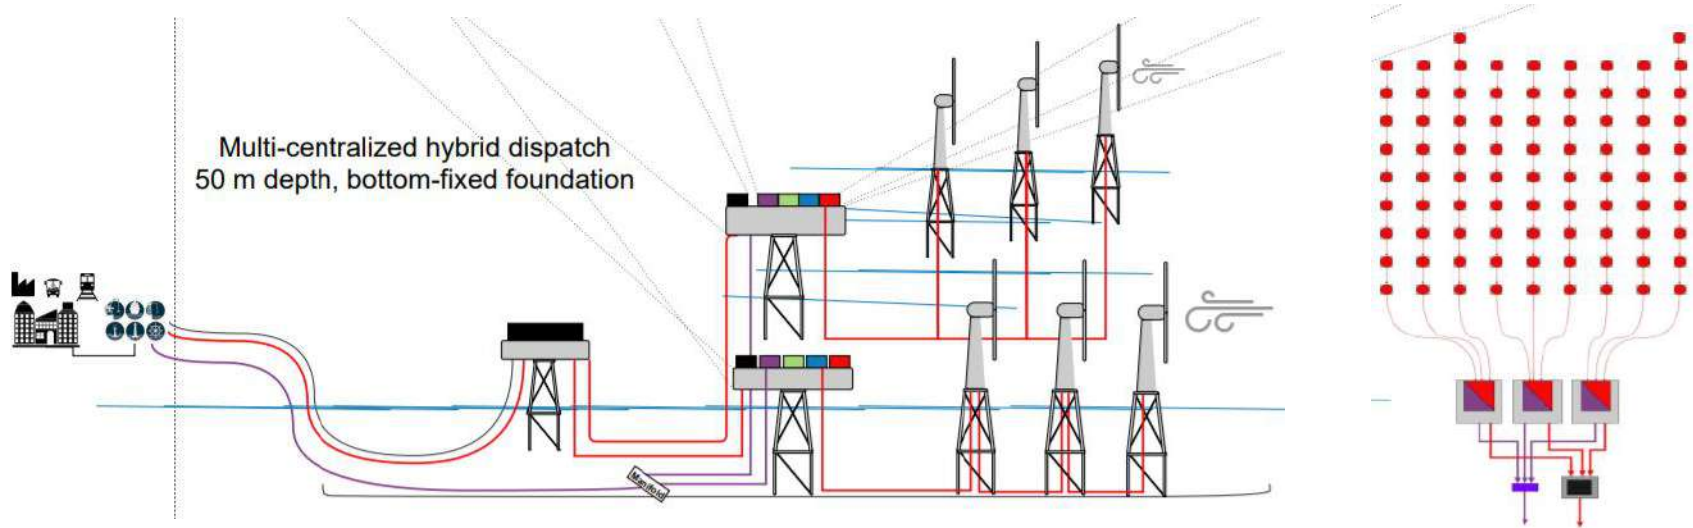 Multi-centralized hybrid dispatch
50 m depth, bottom-fixed foundation
Manifold